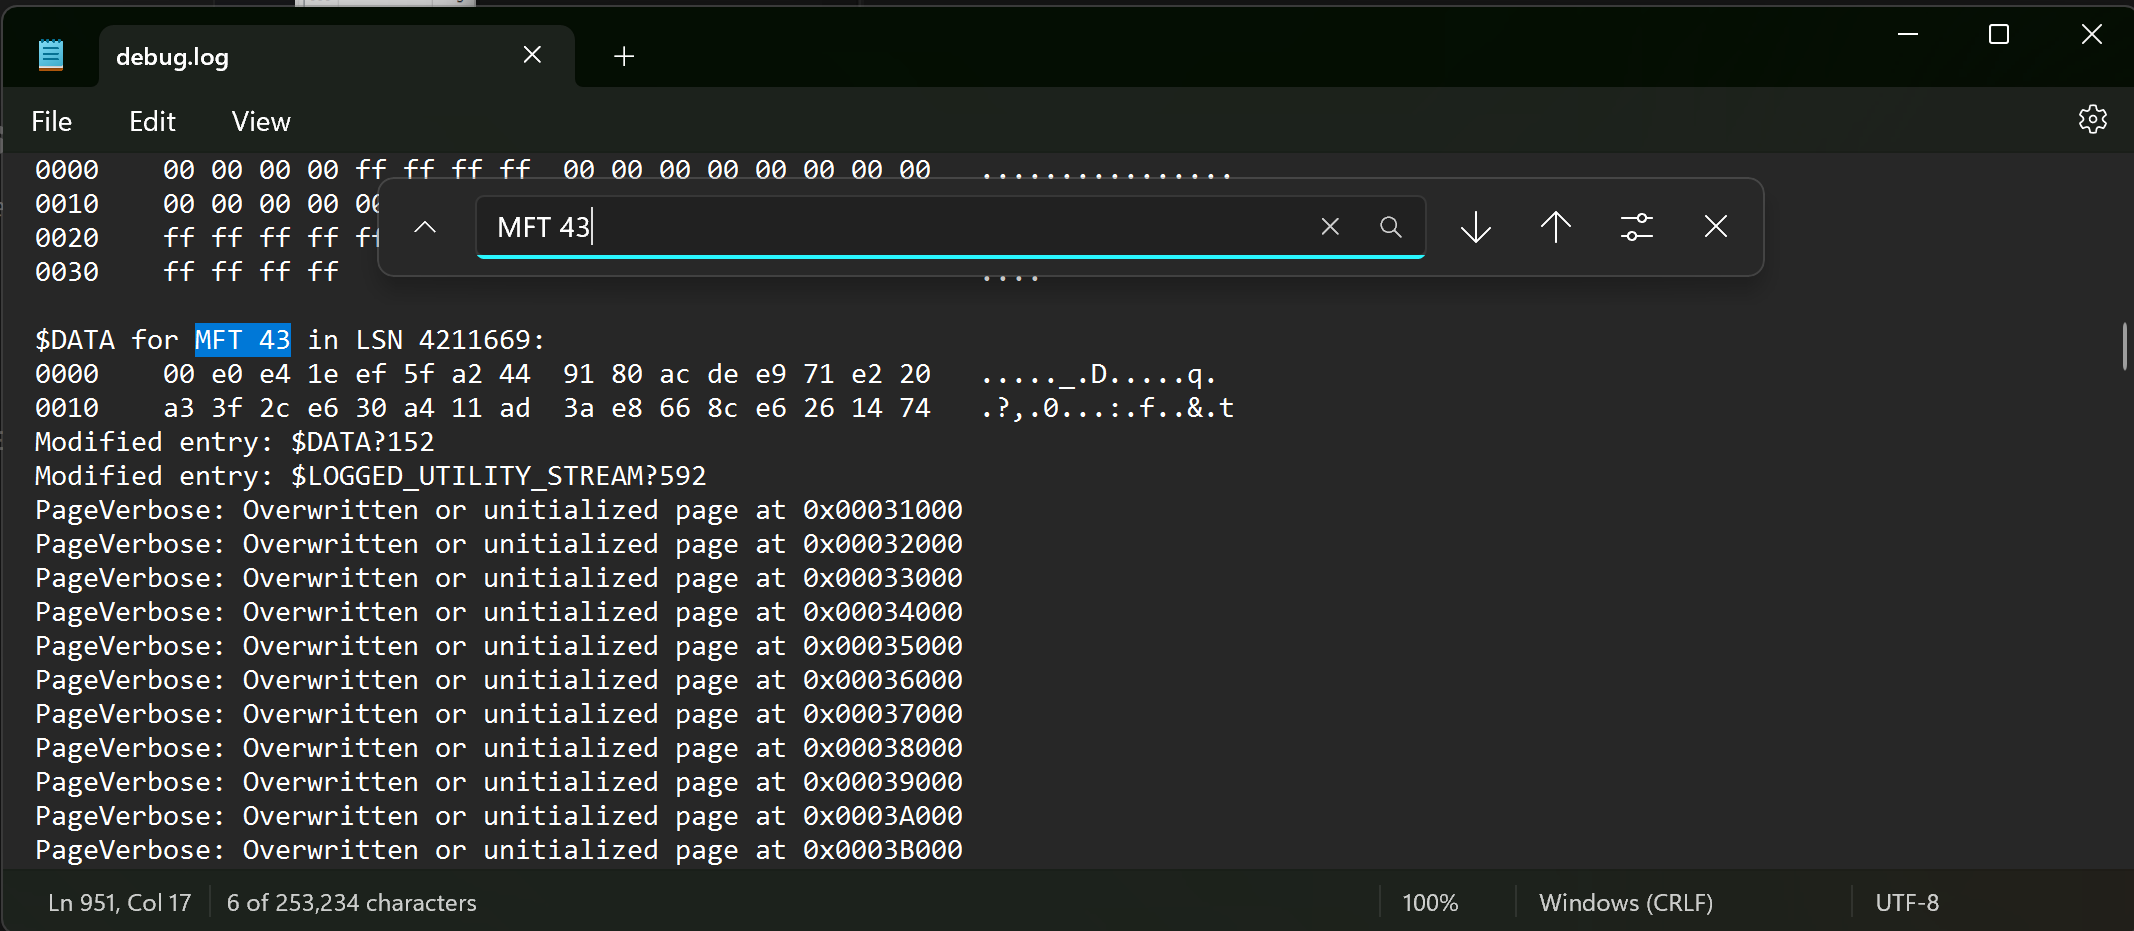 debug.log
File Edit View
0000 00 00 00 00 ff ff ff ff 00 00 00 00 00 00 00 00 ................
0010 00 00 00 00 00
MFT 43
0020 ff ff ff ff ff
0030 ff ff ff ff ....
$DATA for MFT 43 in LSN 4211669:
0000 00 e0 e4 1e ef 5f a2 44 91 80 ac de e9 71 e2 20 ....._.D.....q.
0010 a3 3f 2c e6 30 a4 11 ad 3a e8 66 8c e6 26 14 74 .?,.0...:.f..&.t
Modified entry: $DATA?152
Modified entry: $LOGGED_UTILITY_STREAM?592
PageVerbose: Overwritten or unitialized page at 0x00031000
PageVerbose: Overwritten or unitialized page at 0x00032000
PageVerbose: Overwritten or unitialized page at 0x00033000
PageVerbose: Overwritten or unitialized page at 0x00034000
PageVerbose: Overwritten or unitialized page at 0x00035000
PageVerbose: Overwritten or unitialized page at 0x00036000
PageVerbose: Overwritten or unitialized page at 0x00037000
PageVerbose: Overwritten or unitialized page at 0x00038000
PageVerbose: Overwritten or unitialized page at 0x00039000
PageVerbose: Overwritten or unitialized page at 0x0003A000
PageVerbose: Overwritten or unitialized page at 0x0003B000
Ln 951, Col 17 6 of 253,234 characters 100% Windows (CRLF) UTF-8